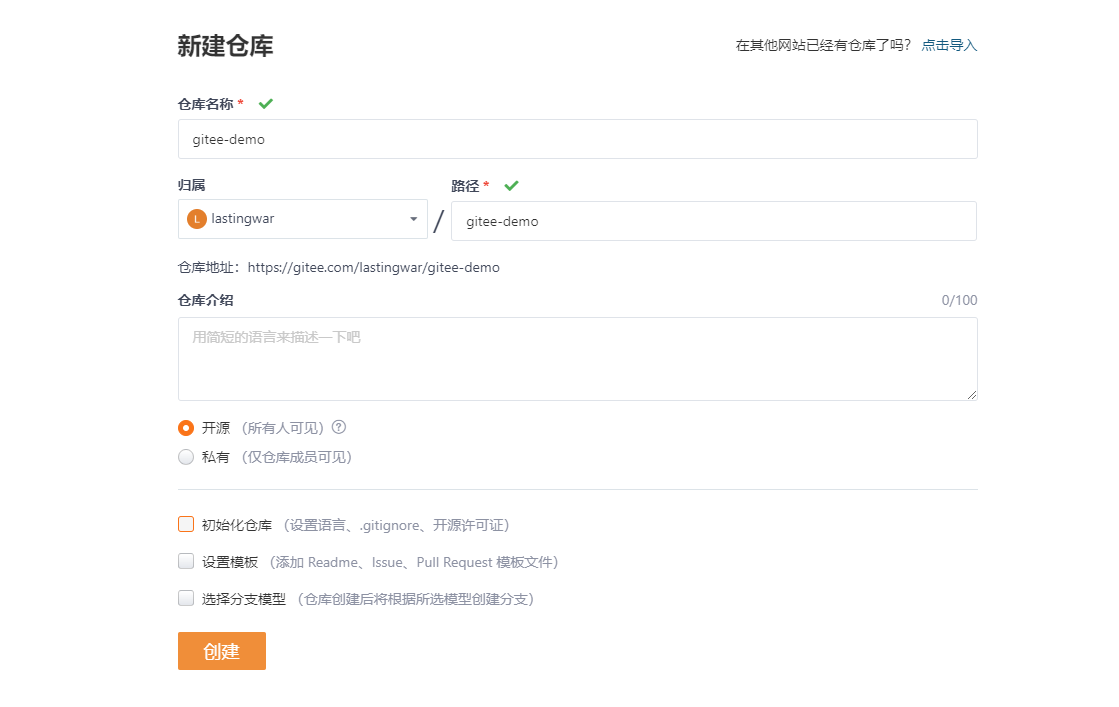 新建仓库
在其他网站已经有仓库了吗？ 点击导入
仓库名称 *
gitee-demo
归属
路径 *
L lastingwar / gitee-demo
仓库地址：https://gitee.com/lastingwar/gitee-demo
仓库介绍 0/100
用简短的语言来描述一下吧
开源 （所有人可见） ?
私有 （仅仓库成员可见）
初始化仓库 （设置语言、.gitignore、开源许可证）
设置模板 （添加 Readme、Issue、Pull Request 模板文件）
选择分支模型 （仓库创建后将根据所选模型创建分支）
创建